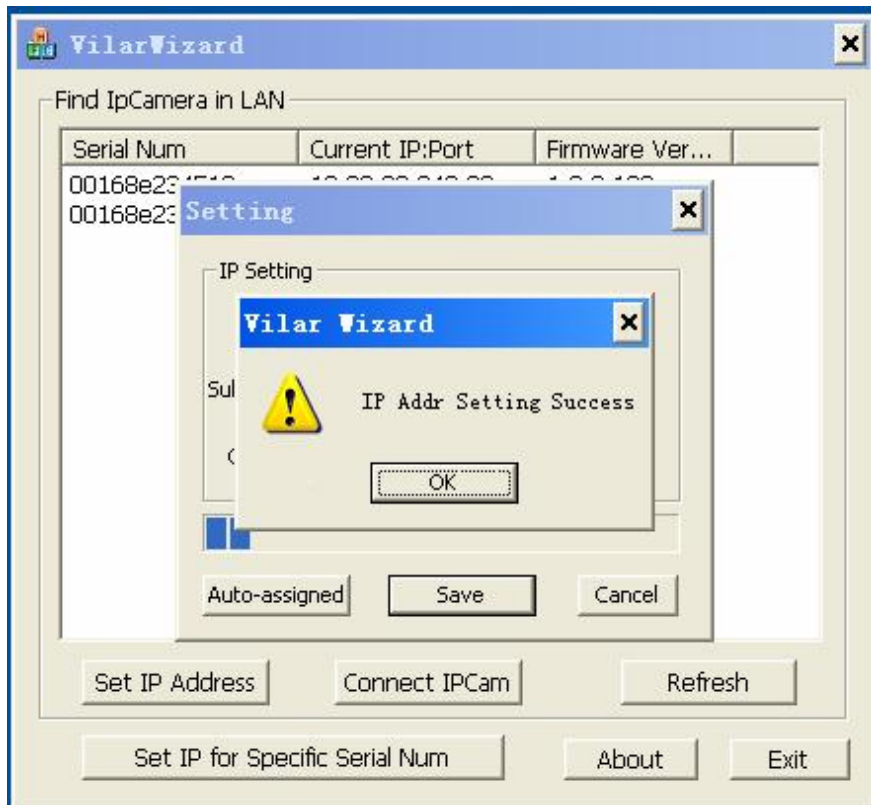 VilarWizard
Find IpCamera in LAN
Serial Num Current IP:Port Firmware Ver...
00168e23
Setting
IP Setting
Vilar Wizard
IP Addr Setting Success
OK
Auto-assigned Save Cancel
Set IP Address Connect IPCam Refresh
Set IP for Specific Serial Num About Exit